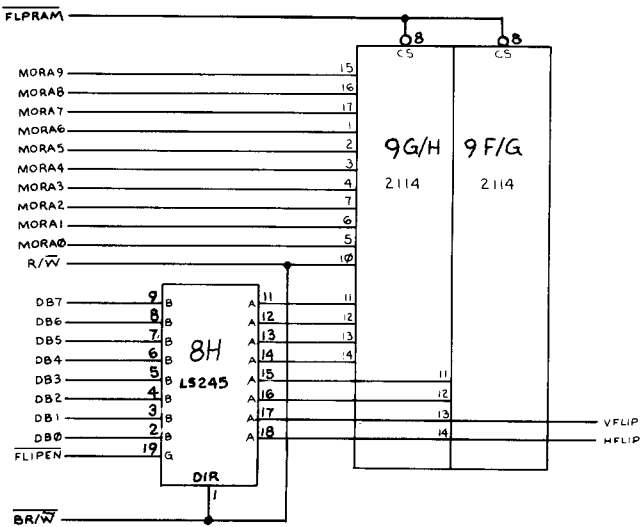 FLPRAM
8 8
CS CS
MORA9 15
MORA8 16
MORA7 17
MORA6 1
MORA5 2
MORA4 3
MORA3 4
MORA2 7
MORA1 6
MORA0 5
R/W 10
9G/H 9F/G
2114 2114
DB7 9 B A 11 11
DB6 8 B A 12 12
DB5 7 B A 13 13
DB4 6 B A 14 14
DB3 5 B A 15 11
DB2 4 B A 16 12
DB1 3 B A 17 13 VFLIP
DB0 2 B A 18 14 HFLIP
FLIPEN 19 G
8H
LS245
DIR
1
BR/W